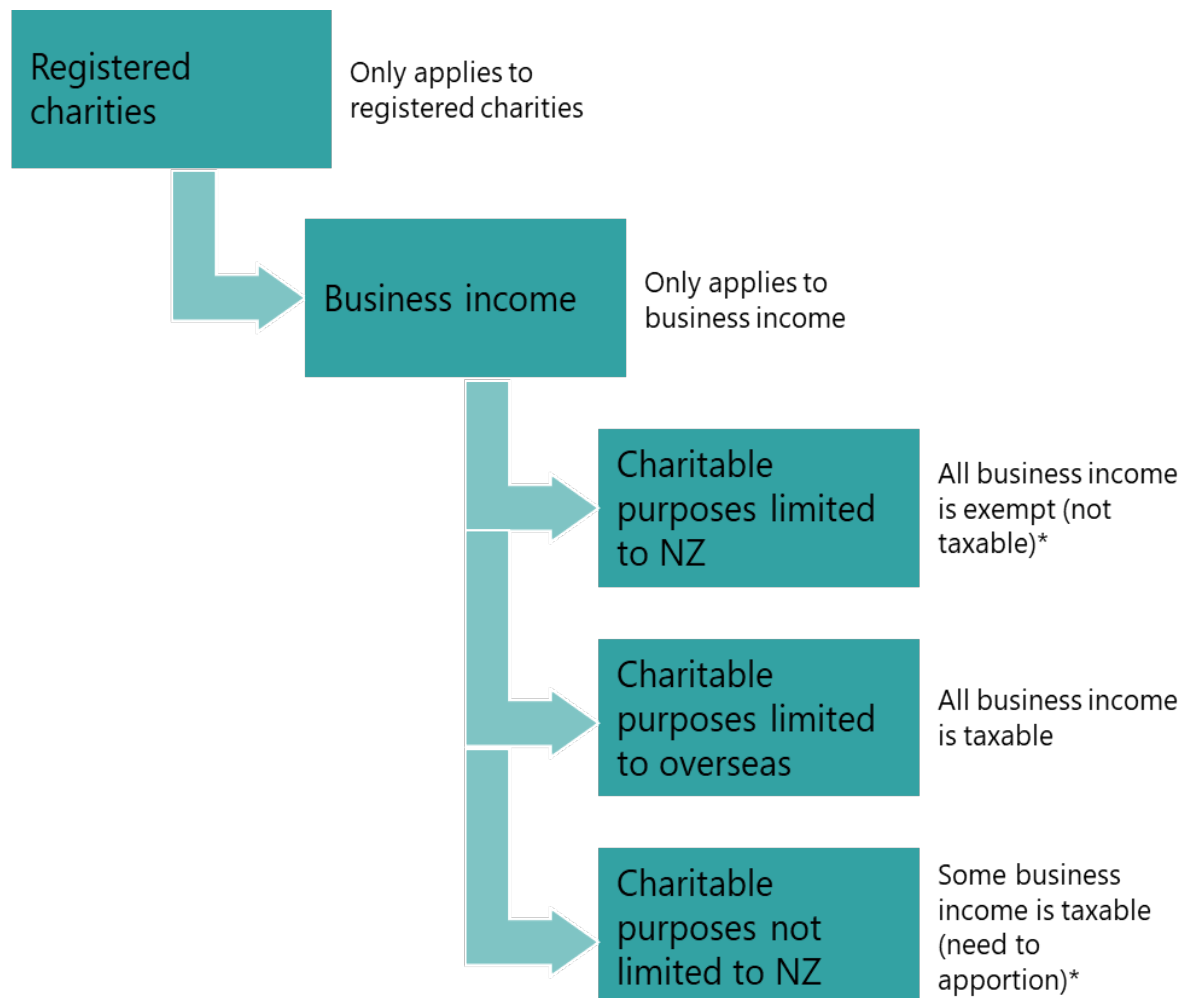 Registered
charities
Only applies to
registered charities
Business income
Only applies to
business income
Charitable
purposes limited
to NZ
All business income
is exempt (not
taxable)*
Charitable
purposes limited
to overseas
All business income
is taxable
Charitable
purposes not
limited to NZ
Some business
income is taxable
(need to
apportion)*